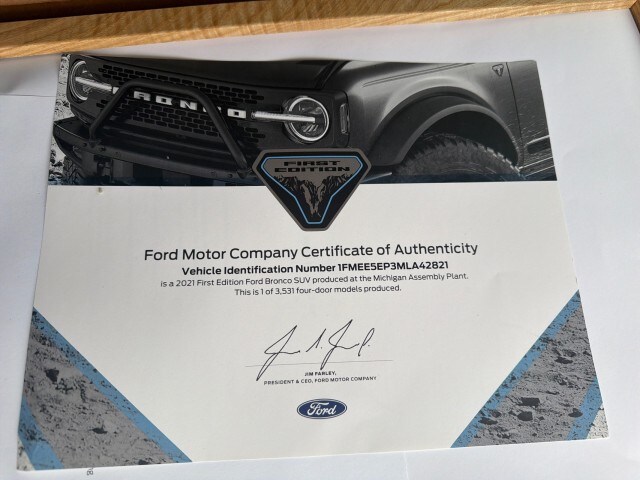 BRONCO
FIRST
EDITION
Ford Motor Company Certificate of Authenticity
Vehicle Identification Number 1FMEE5EP3MLA42821
is a 2021 First Edition Ford Bronco SUV produced at the Michigan Assembly Plant.
This is 1 of 3,531 four-door models produced.
JIM FARLEY,
PRESIDENT & CEO, FORD MOTOR COMPANY
Ford